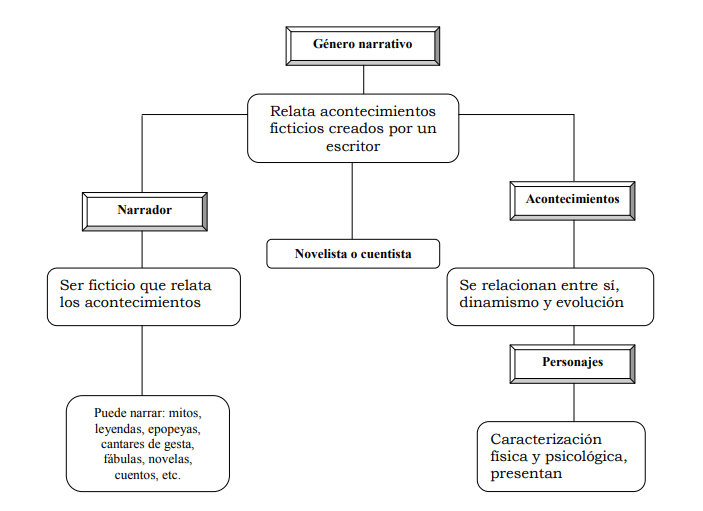 Género narrativo
Relata acontecimientos
ficticios creados por un
escritor
Narrador
Acontecimientos
Novelista o cuentista
Ser ficticio que relata
los acontecimientos
Se relacionan entre sí,
dinamismo y evolución
Personajes
Puede narrar: mitos,
leyendas, epopeyas,
cantares de gesta,
fábulas, novelas,
cuentos, etc.
Caracterización
física y psicológica,
presentan